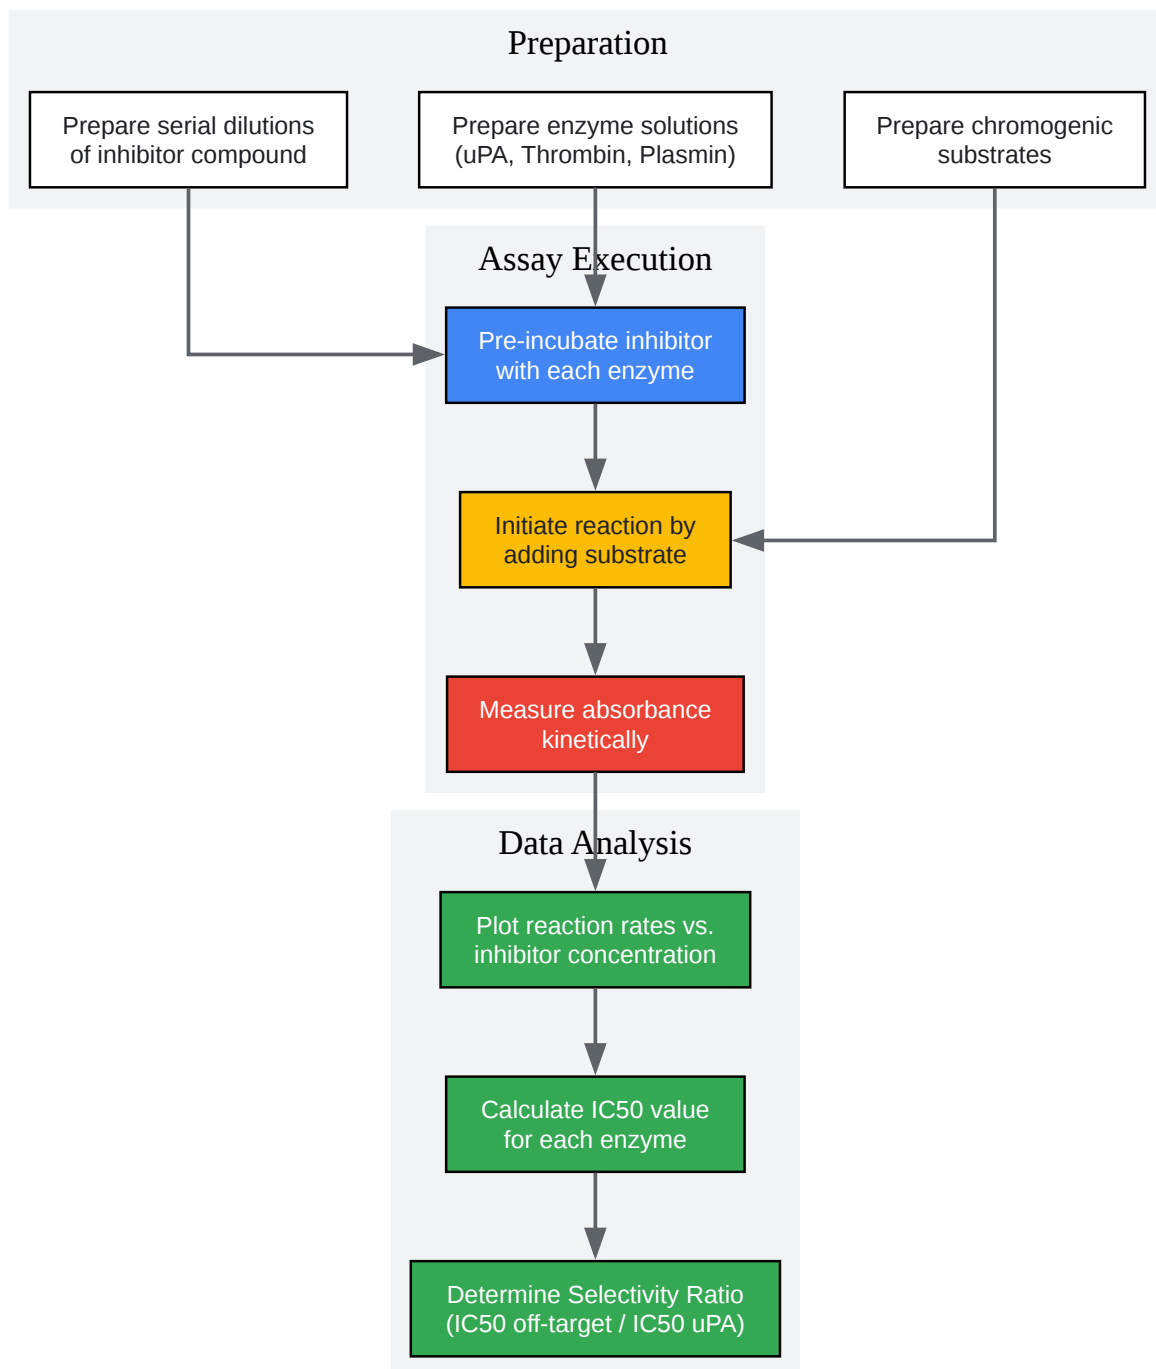 Preparation
Prepare serial dilutions
of inhibitor compound
Prepare enzyme solutions
(uPA, Thrombin, Plasmin)
Prepare chromogenic
substrates
Assay Execution
Pre-incubate inhibitor
with each enzyme
Initiate reaction by
adding substrate
Measure absorbance
kinetically
Data Analysis
Plot reaction rates vs.
inhibitor concentration
Calculate IC50 value
for each enzyme
Determine Selectivity Ratio
(IC50 off-target / IC50 uPA)